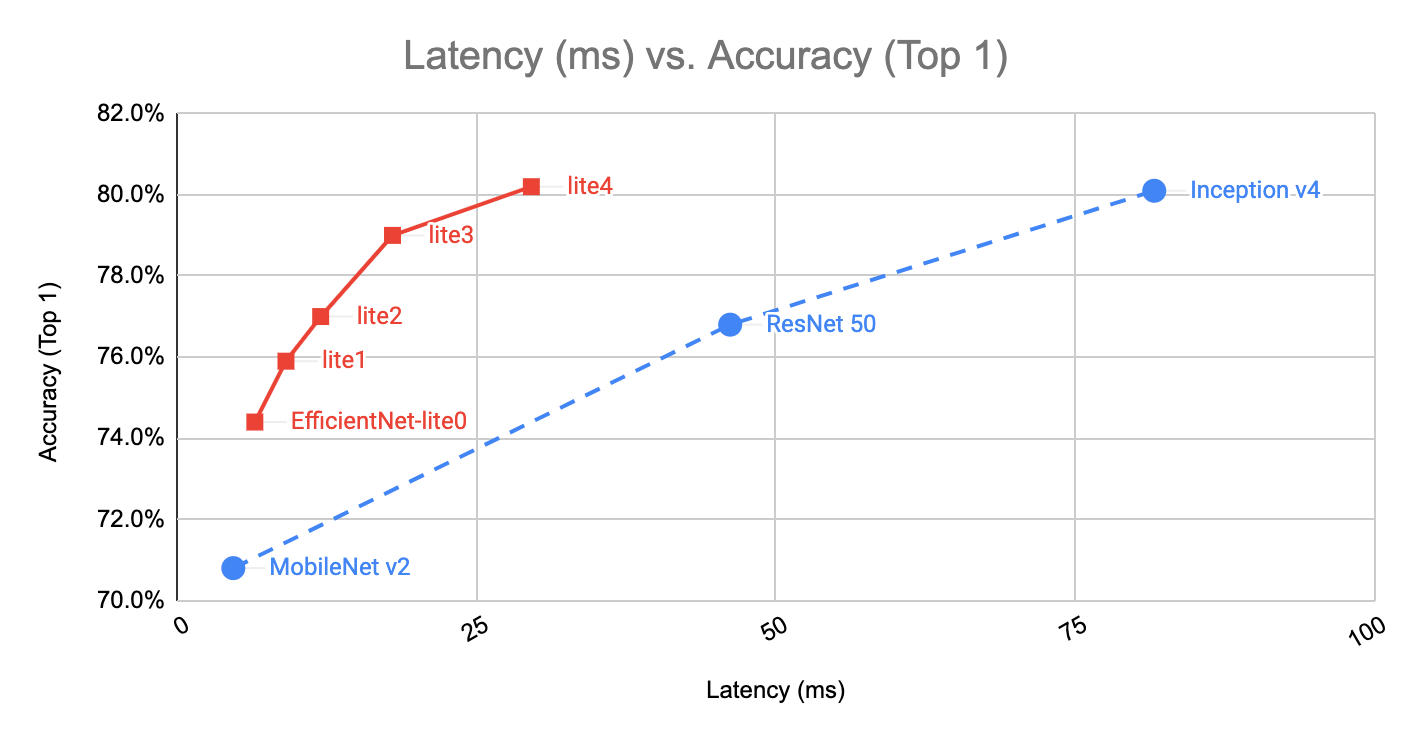 Latency (ms) vs. Accuracy (Top 1)
82.0%
80.0%
78.0%
76.0%
74.0%
72.0%
70.0%
Accuracy (Top 1)
lite4
Inception v4
lite3
lite2
ResNet 50
lite1
EfficientNet-lite0
MobileNet v2
0
25
50
75
100
Latency (ms)